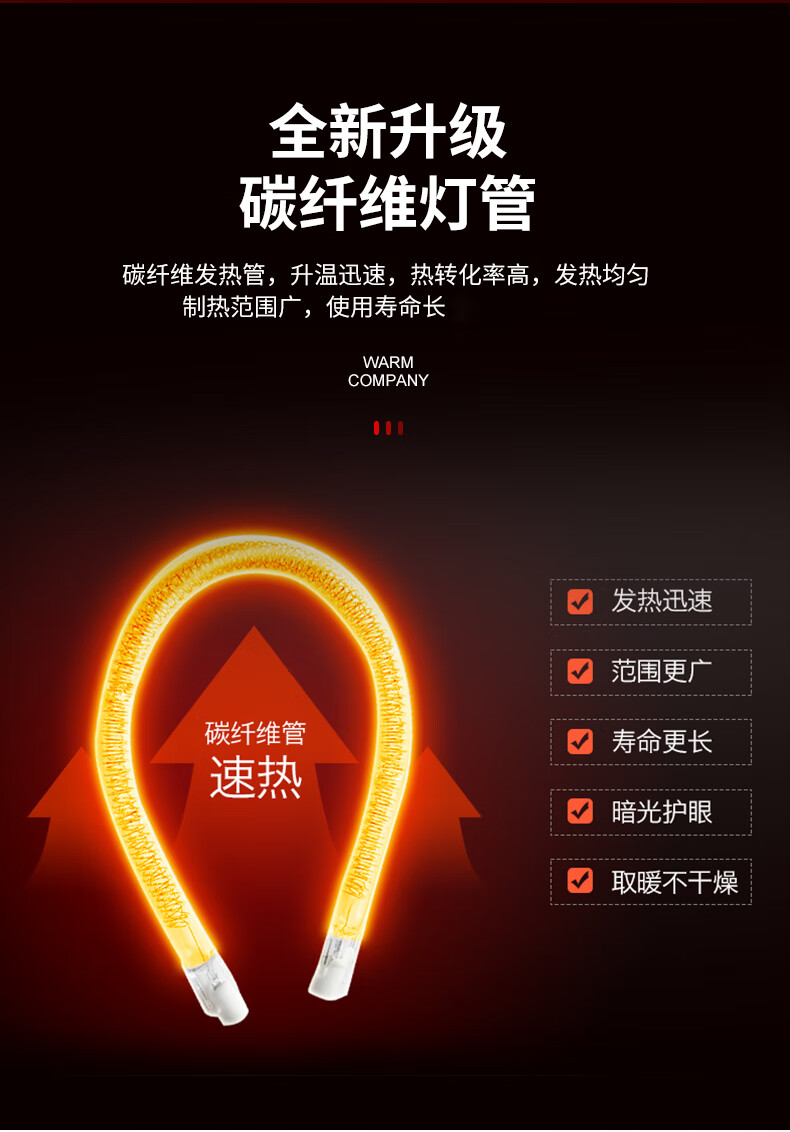 全新升级
碳纤维灯管
碳纤维发热管，升温迅速，热转化率高，发热均匀
制热范围广，使用寿命长
WARM
COMPANY
碳纤维管
速热
发热迅速
范围更广
寿命更长
暗光护眼
取暖不干燥